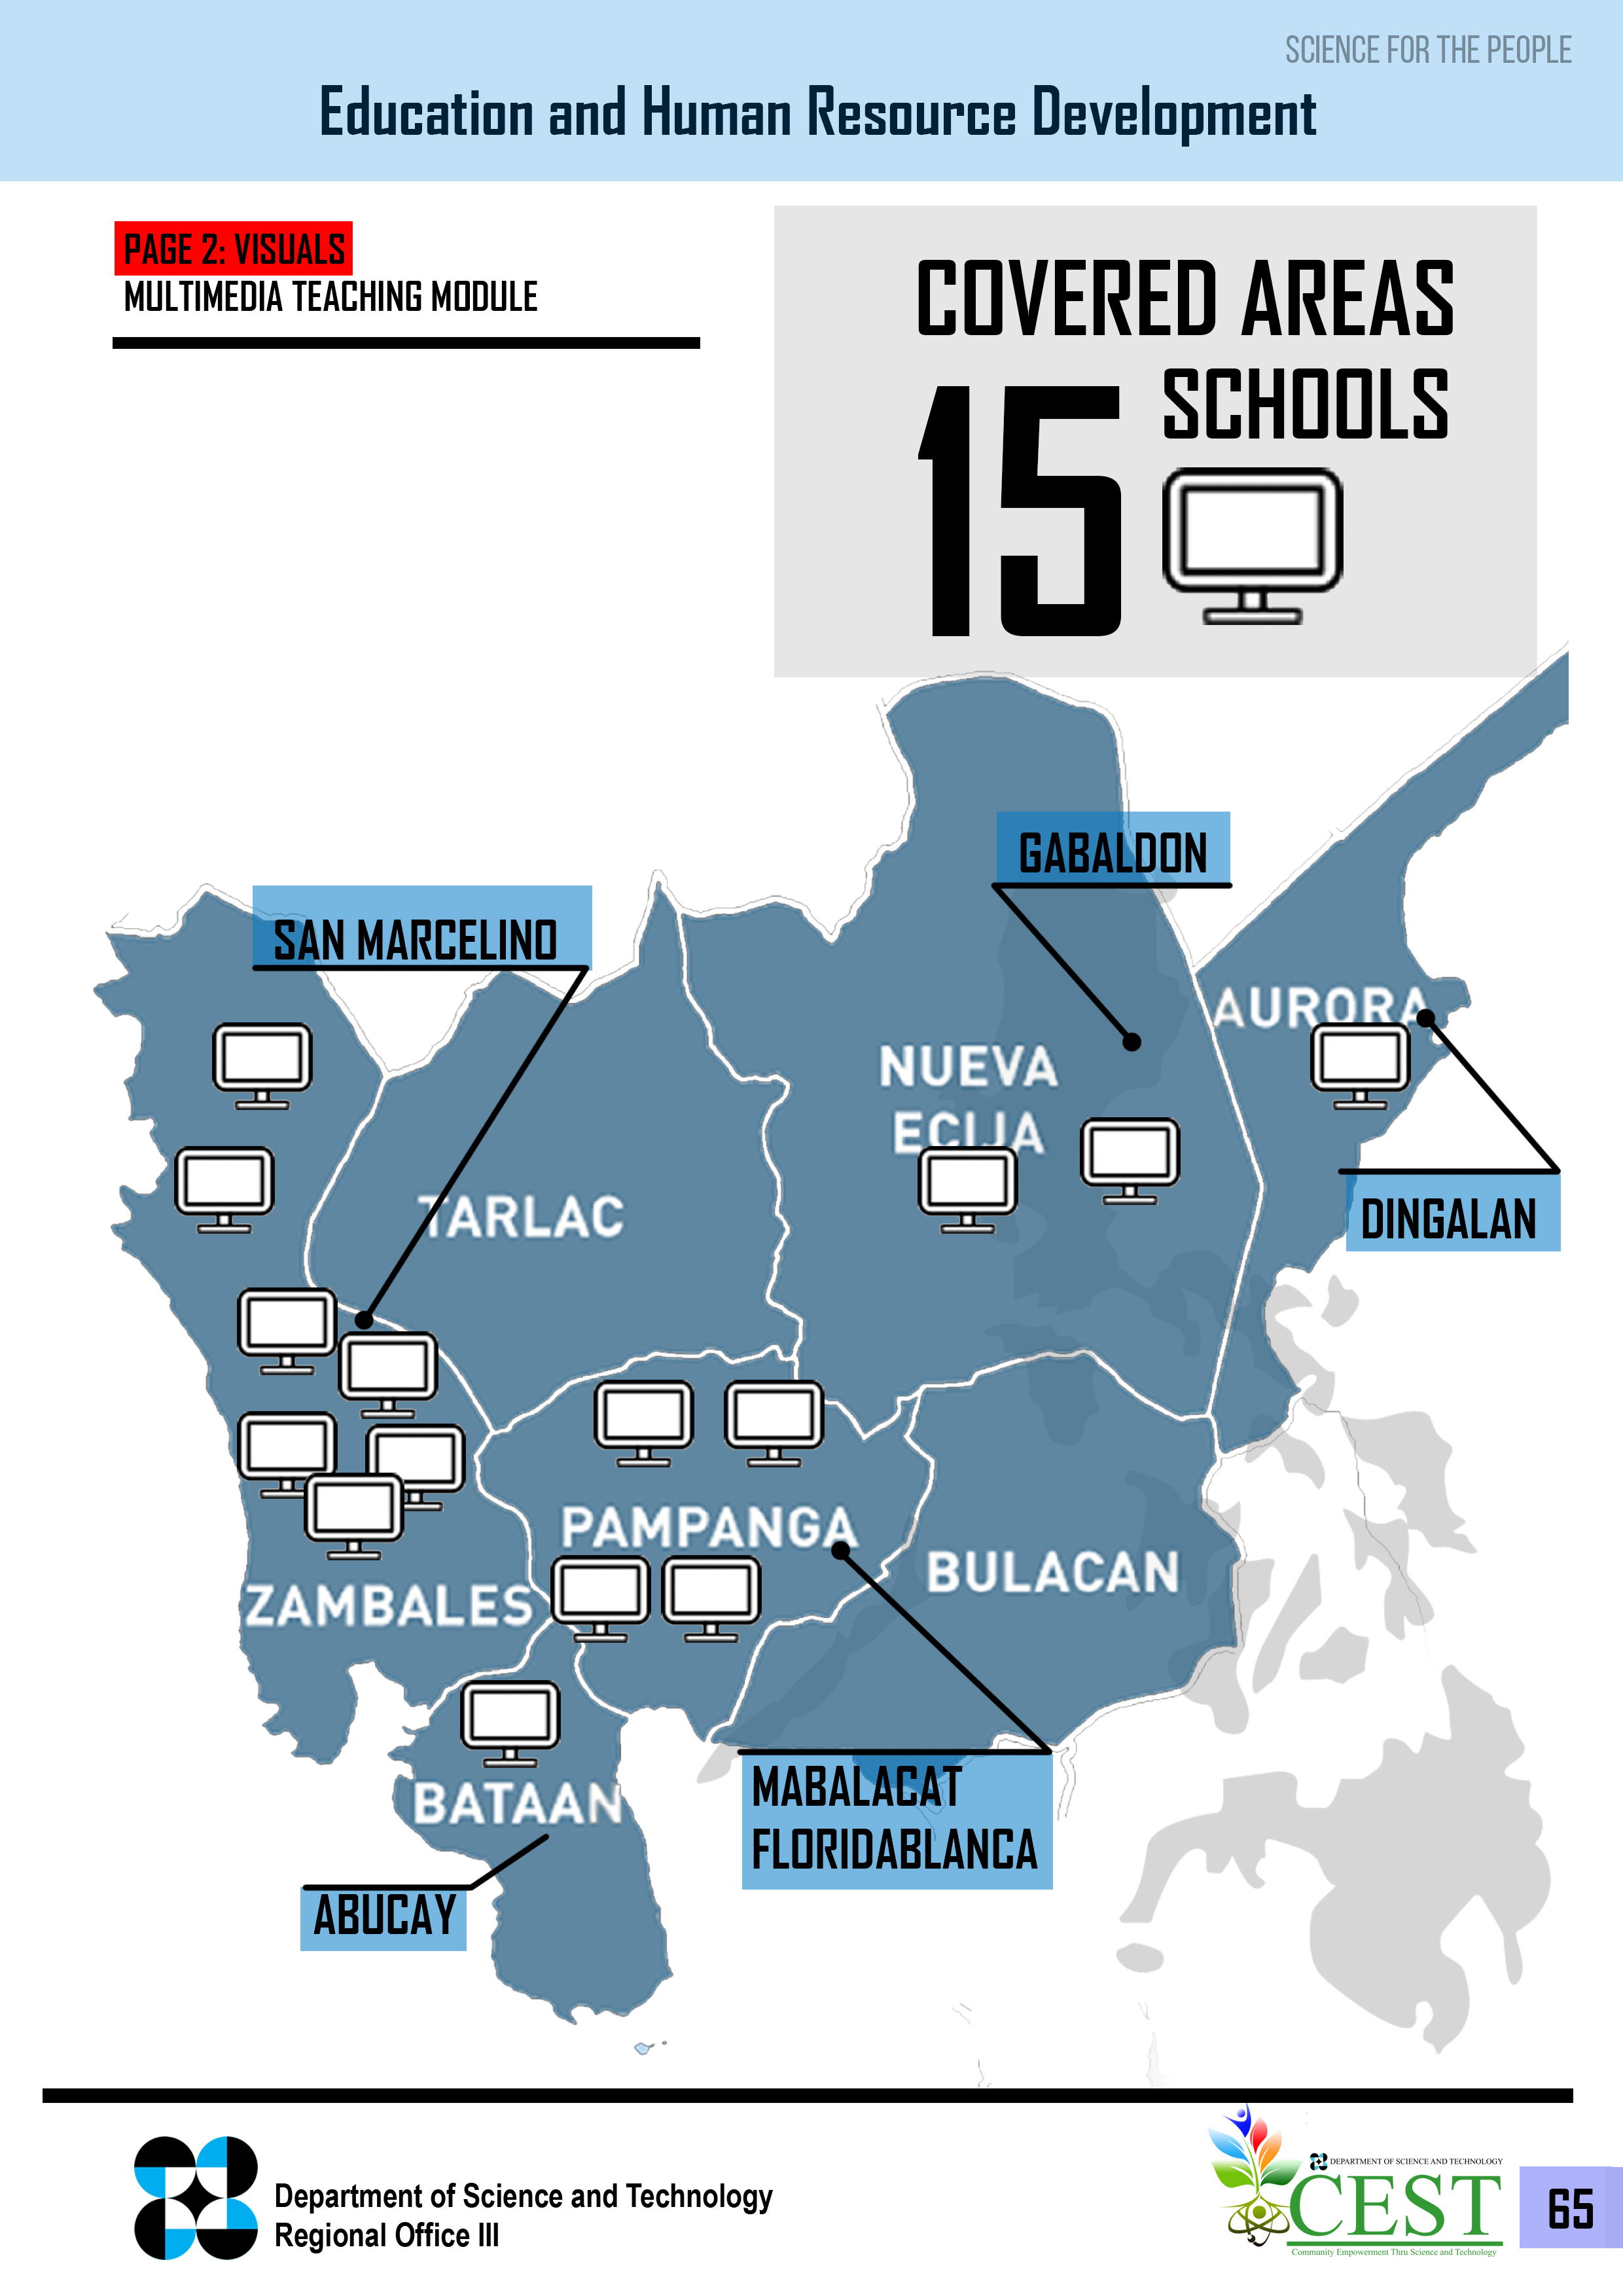 SCIENCE FOR THE PEOPLE
Education and Human Resource Development
PAGE 2: VISUALS
MULTIMEDIA TEACHING MODULE
COVERED AREAS
15 SCHOOLS
GABALDON
SAN MARCELINO
AURORA
NUEVA
ECIJA
TARLAC
DINGALAN
PAMPANGA
BULACAN
ZAMBALES
BATAAN
MABALACAT
FLORIDABLANCA
ABUCAY
Department of Science and Technology
Regional Office III
DEPARTMENT OF SCIENCE AND TECHNOLOGY
CEST
Community Empowerment Thru Science and Technology
65